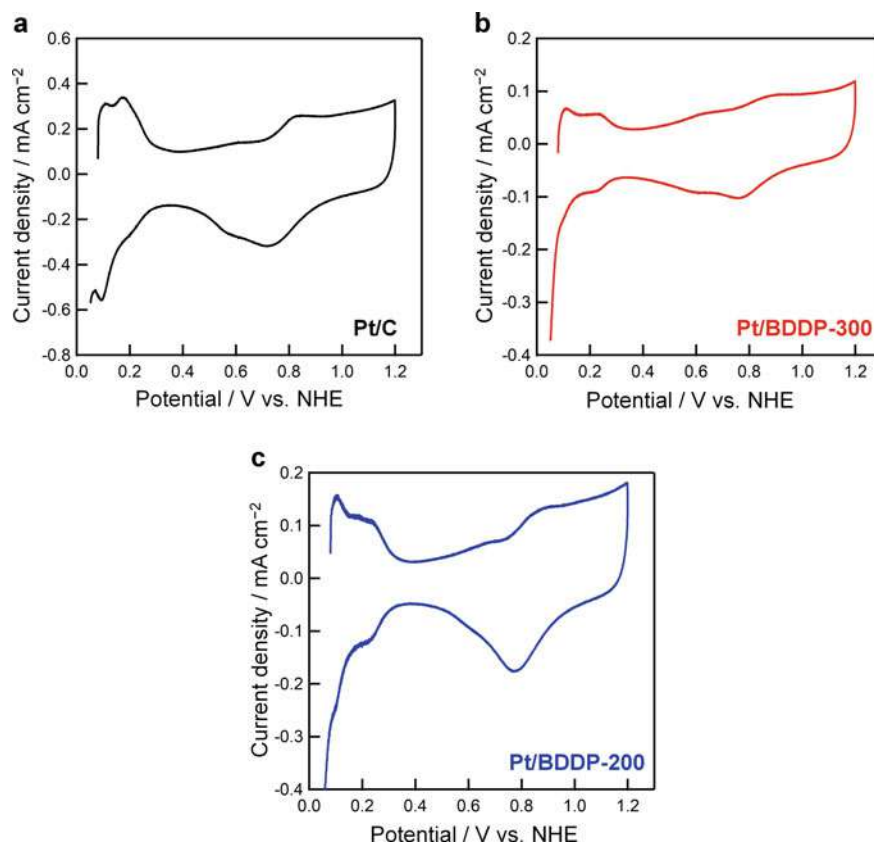 a
0.6
0.4
0.2
0.0
-0.2
-0.4
-0.6
-0.8
Current density / mA cm⁻²
Pt/C
0.0 0.2 0.4 0.6 0.8 1.0 1.2
Potential / V vs. NHE
b
0.2
0.1
0.0
-0.1
-0.2
-0.3
-0.4
Current density / mA cm⁻²
Pt/BDDP-300
0.0 0.2 0.4 0.6 0.8 1.0 1.2
Potential / V vs. NHE
c
0.2
0.1
0.0
-0.1
-0.2
-0.3
-0.4
Current density / mA cm⁻²
Pt/BDDP-200
0.0 0.2 0.4 0.6 0.8 1.0 1.2
Potential / V vs. NHE